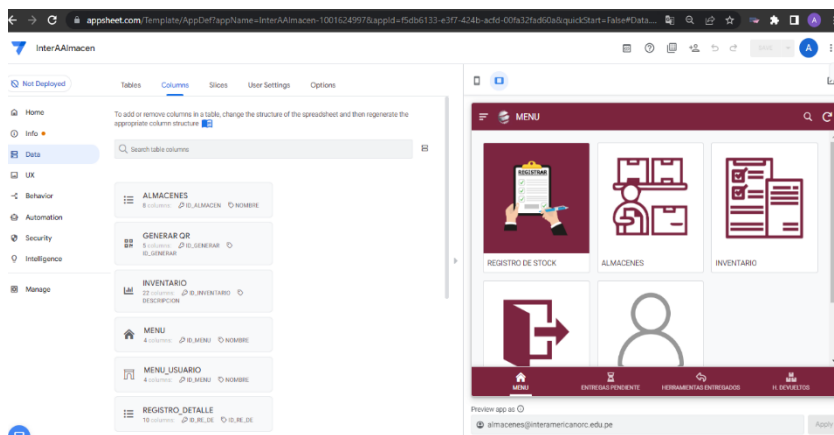 appsheet.com/Template/AppDef?appName=InterAAlmacen-1001624997&appId=f5db6133-e3f7-424b-acfd-00fa32fad60a&quickStart=False#Data....
InterAAlmacen
SAVE
A
Not Deployed
Tables Columns Slices User Settings Options
Home
Info
Data
UX
Behavior
Automation
Security
Intelligence
Manage
To add or remove columns in a table, change the structure of the spreadsheet and then regenerate the
appropriate column structure
Search table columns
ALMACENES
6 columns ID_ALMACEN NOMBRE
GENERAR QR
5 columns ID_GENERAR
ID_GENERAR
INVENTARIO
22 columns ID_INVENTARIO
DESCRIPCION
MENU
4 columns ID_MENU NOMBRE
MENU_USUARIO
4 columns ID_MENU NOMBRE
REGISTRO_DETALLE
10 columns ID_RE_DE ID_RE_DE
MENU
REGISTRAR
REGISTRO DE STOCK
ALMACENES
INVENTARIO
MENU
ENTREGAS PENDIENTE
HERRAMIENTAS ENTREGADOS
H. DEVUELTOS
Preview app as
almacenes@interamericanorc.edu.pe
Apply